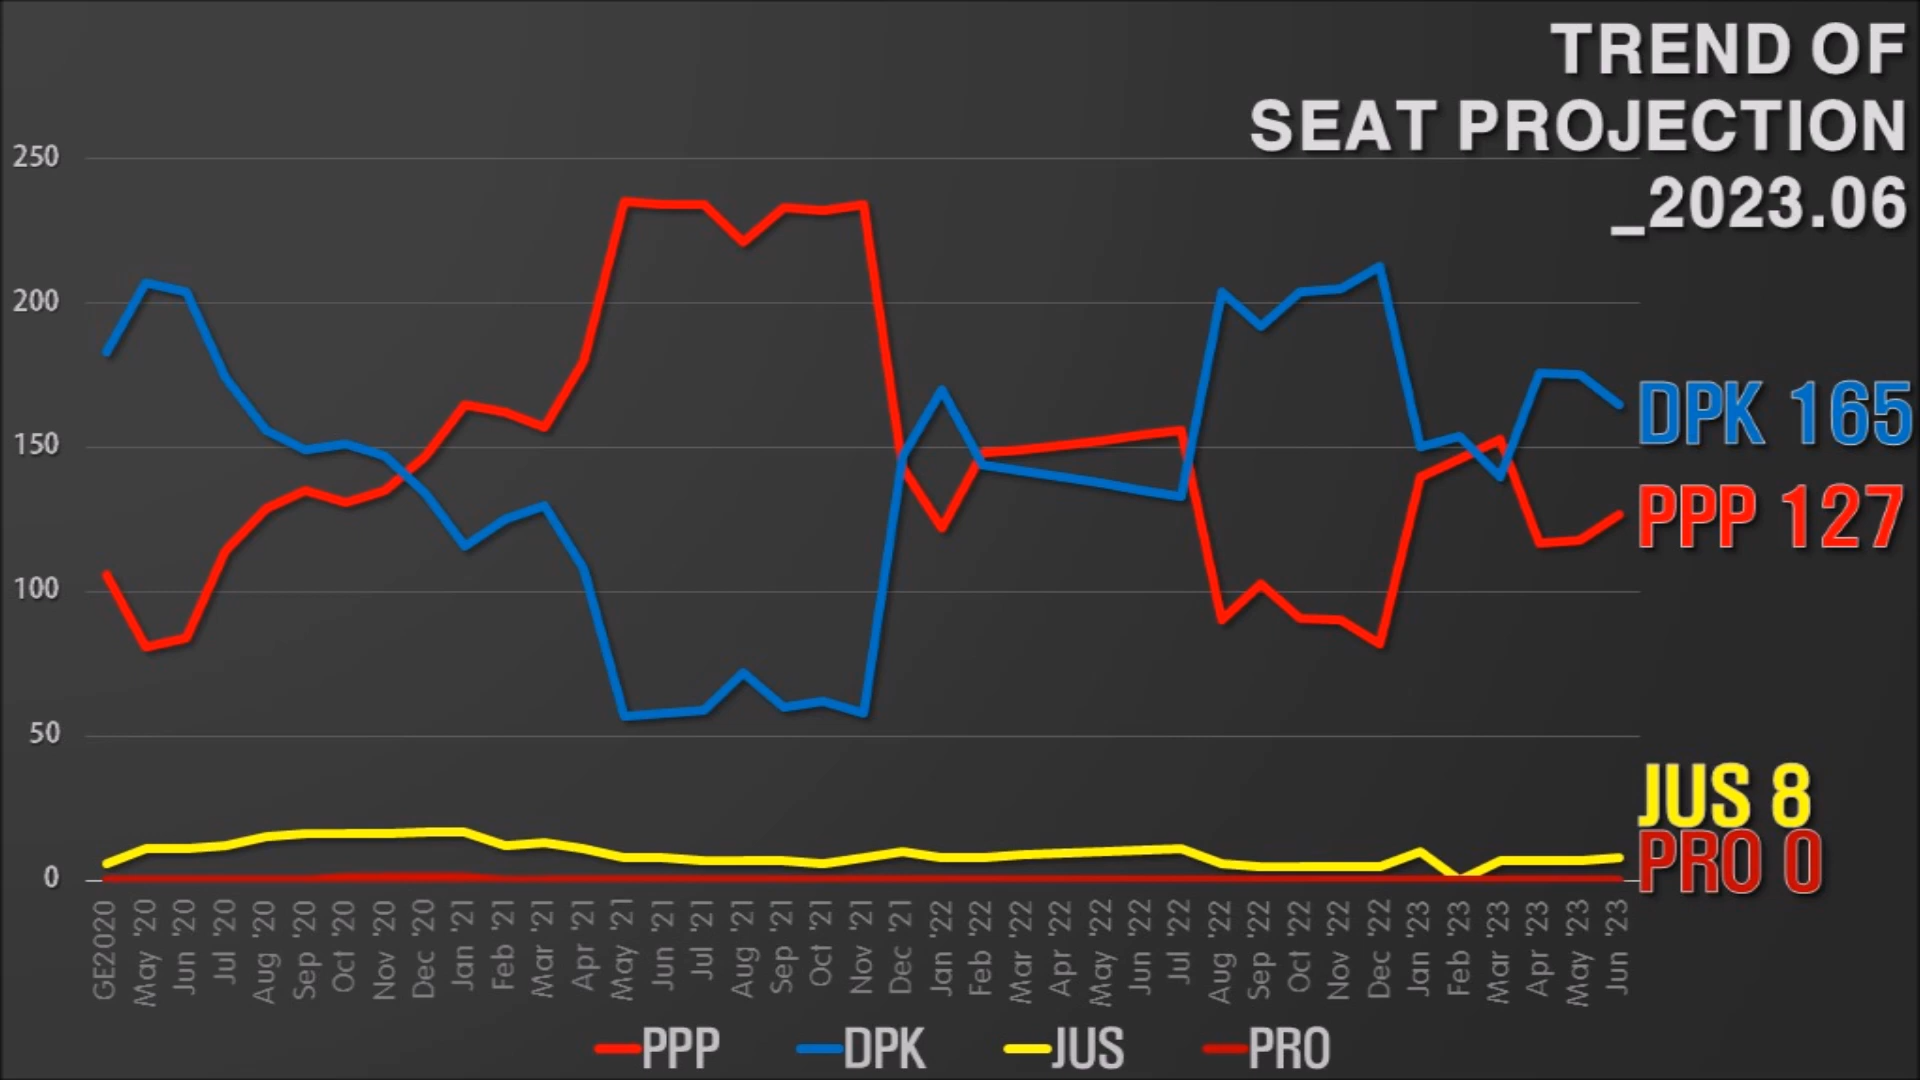 TREND OF
SEAT PROJECTION
_2023.06
250
200
150
100
50
0
DPK 165
PPP 127
JUS 8
PRO 0
GE2020
May '20
Jun '20
Jul '20
Aug '20
Sep '20
Oct '20
Nov '20
Dec '20
Jan '21
Feb '21
Mar '21
Apr '21
May '21
Jun '21
Jul '21
Aug '21
Sep '21
Oct '21
Nov '21
Dec '21
Jan '22
Feb '22
Mar '22
Apr '22
May '22
Jun '22
Jul '22
Aug '22
Sep '22
Oct '22
Nov '22
Dec '22
Jan '23
Feb '23
Mar '23
Apr '23
May '23
Jun '23
PPP DPK JUS PRO